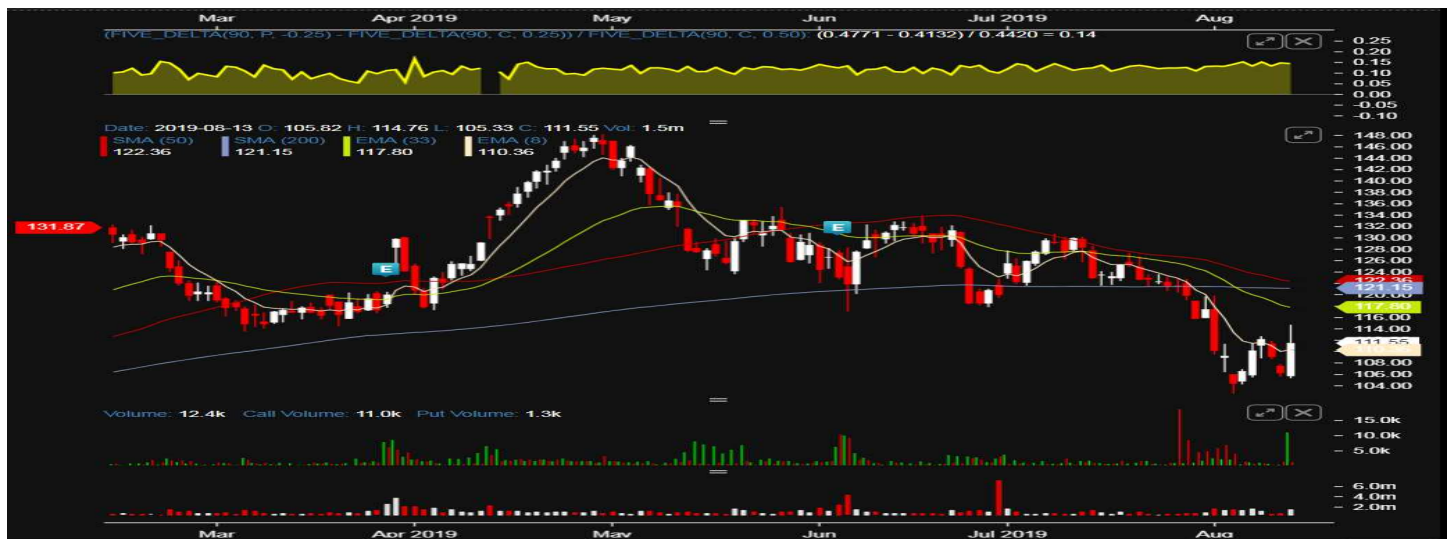 Mar Apr 2019 May Jun Jul 2019 Aug
(FIVE_DELTA(90, P, -0.25) - FIVE_DELTA(90, C, 0.25)) / FIVE_DELTA(90, C, 0.50): (0.4771 - 0.4132) / 0.4420 = 0.14
0.25
0.20
0.15
0.10
0.05
0.00
-0.05
-0.10
Date: 2019-08-13 O: 105.82 H: 114.76 L: 105.33 C: 111.55 Vol: 1.5m
SMA (50) SMA (200) EMA (33) EMA (8)
122.36 121.15 117.80 110.36
148.00
146.00
144.00
142.00
140.00
138.00
136.00
134.00
131.87
132.00
130.00
128.00
126.00
124.00
122.36
121.15
120.00
117.80
116.00
114.00
111.55
108.00
106.00
104.00
E
E
Volume: 12.4k Call Volume: 11.0k Put Volume: 1.3k
15.0k
10.0k
5.0k
6.0m
4.0m
2.0m
Mar Apr 2019 May Jun Jul 2019 Aug